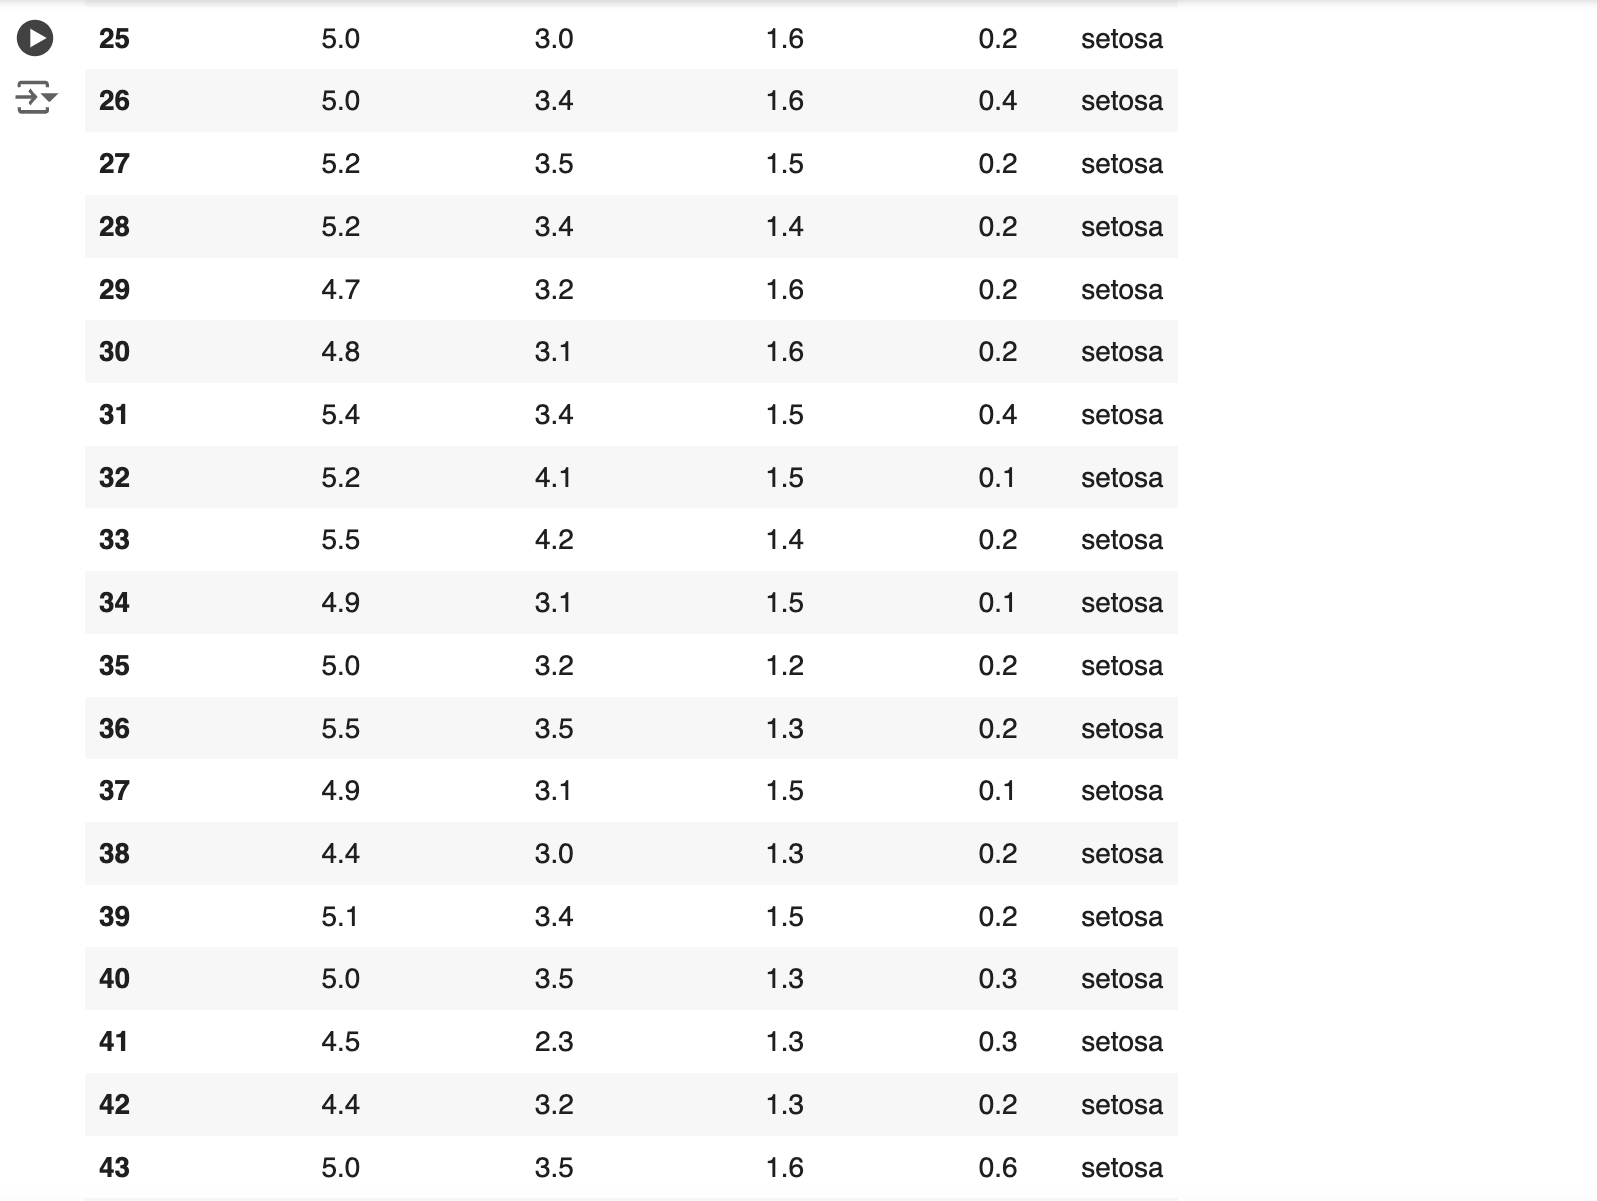 25 5.0 3.0 1.6 0.2 setosa
26 5.0 3.4 1.6 0.4 setosa
27 5.2 3.5 1.5 0.2 setosa
28 5.2 3.4 1.4 0.2 setosa
29 4.7 3.2 1.6 0.2 setosa
30 4.8 3.1 1.6 0.2 setosa
31 5.4 3.4 1.5 0.4 setosa
32 5.2 4.1 1.5 0.1 setosa
33 5.5 4.2 1.4 0.2 setosa
34 4.9 3.1 1.5 0.1 setosa
35 5.0 3.2 1.2 0.2 setosa
36 5.5 3.5 1.3 0.2 setosa
37 4.9 3.1 1.5 0.1 setosa
38 4.4 3.0 1.3 0.2 setosa
39 5.1 3.4 1.5 0.2 setosa
40 5.0 3.5 1.3 0.3 setosa
41 4.5 2.3 1.3 0.3 setosa
42 4.4 3.2 1.3 0.2 setosa
43 5.0 3.5 1.6 0.6 setosa